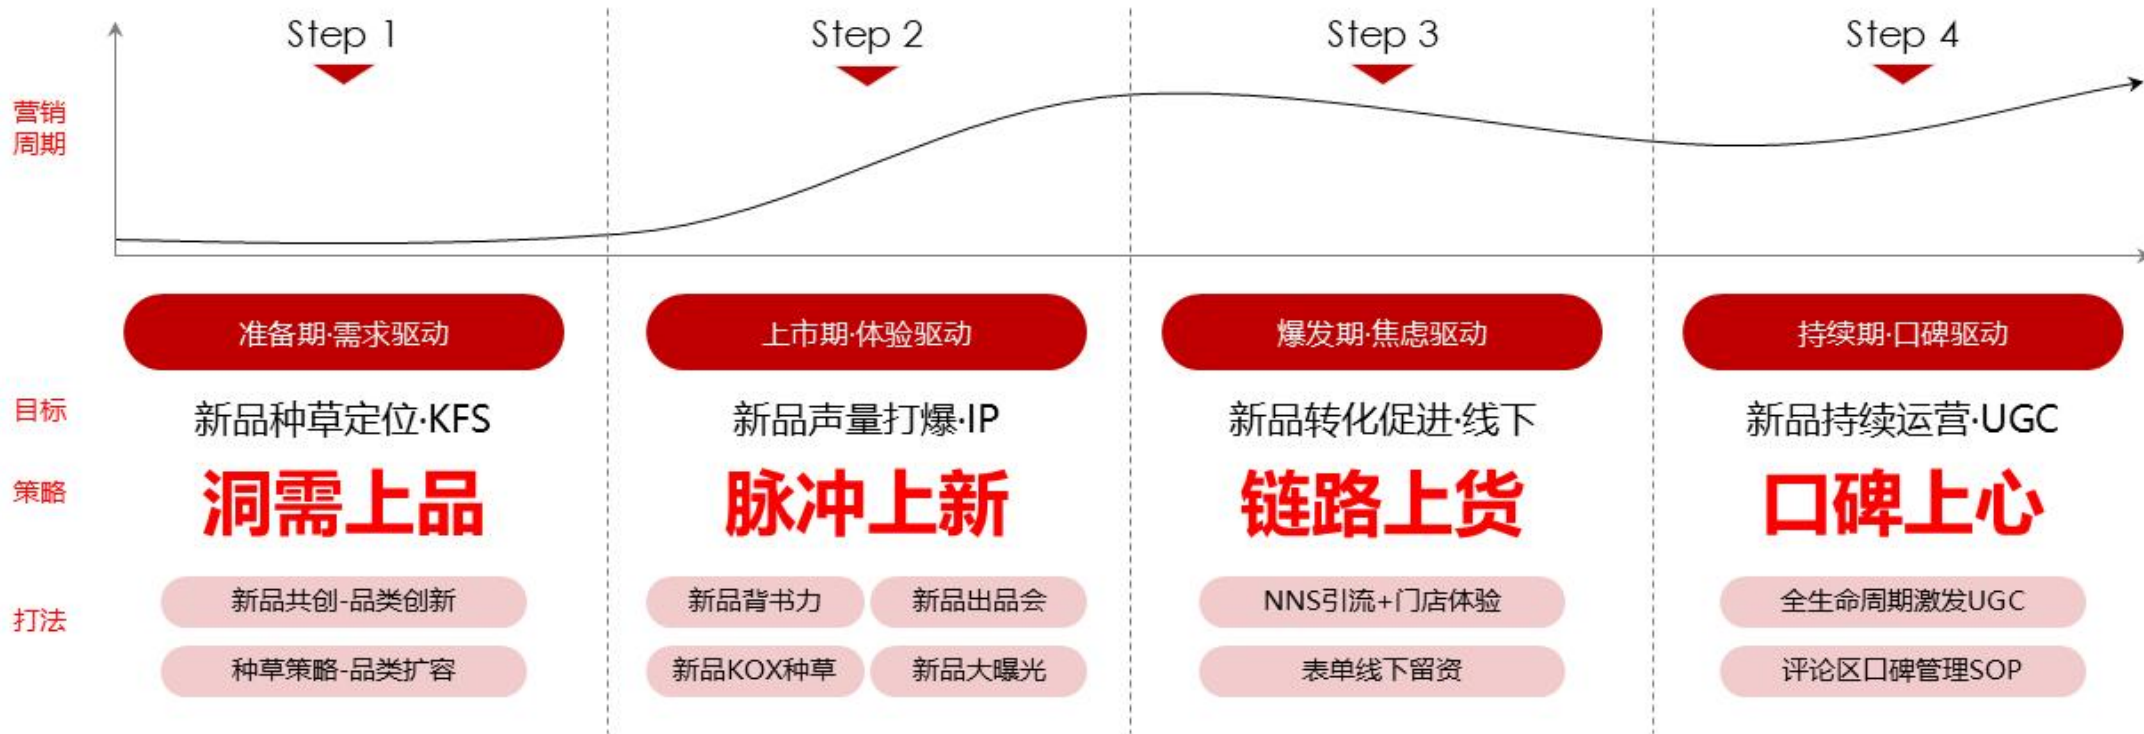 Step 1
Step 2
Step 3
Step 4
营销
周期
准备期·需求驱动
上市期·体验驱动
爆发期·焦虑驱动
持续期·口碑驱动
目标
新品种草定位·KFS
新品声量打爆·IP
新品转化促进·线下
新品持续运营·UGC
策略
洞需上品
脉冲上新
链路上货
口碑上心
打法
新品共创-品类创新
新品背书力
新品出品会
NNS引流+门店体验
全生命周期激发UGC
种草策略-品类扩容
新品KOX种草
新品大曝光
表单线下留资
评论区口碑管理SOP